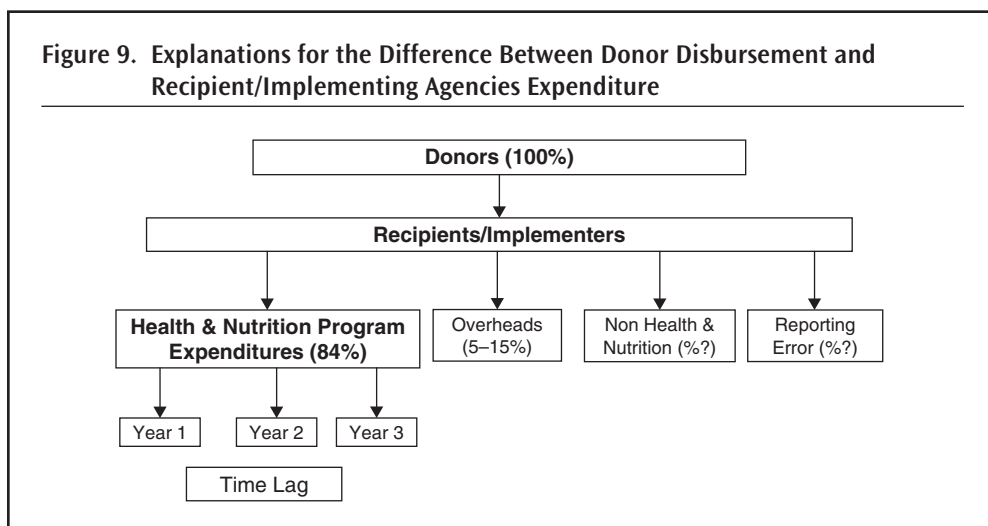 Figure 9. Explanations for the Difference Between Donor Disbursement and
Recipient/Implementing Agencies Expenditure
Donors (100%)
Recipients/Implementers
Health & Nutrition Program
Expenditures (84%)
Overheads
(5–15%)
Non Health &
Nutrition (%?)
Reporting
Error (%?)
Year 1
Year 2
Year 3
Time Lag